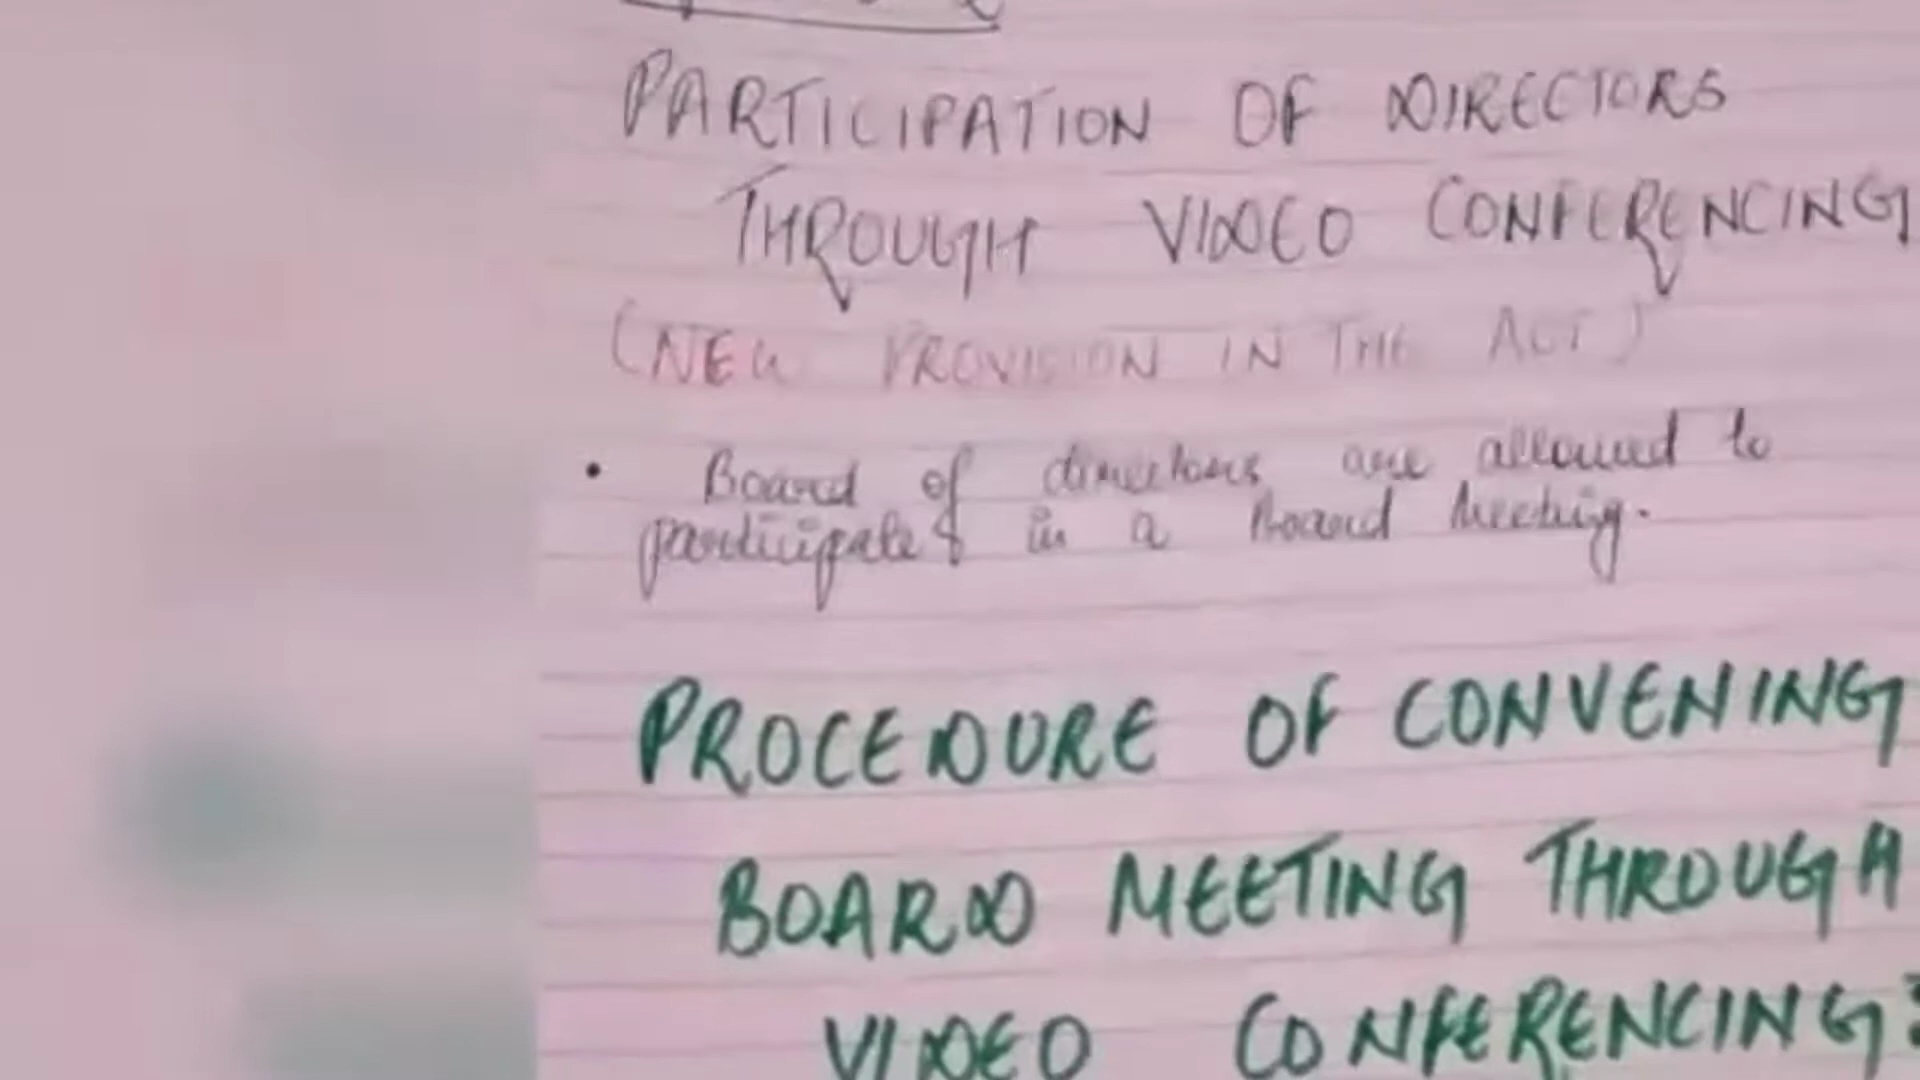 PARTICIPATION OF DIRECTORS
THROUGH VIDEO CONFERENCING
(NEW PROVISION IN THE ACT)
• Board of directors are allowed to
participate in a Board Meeting.
PROCEDURE OF CONVENING
BOARD MEETING THROUGH
VIDEO CONFERENCING: